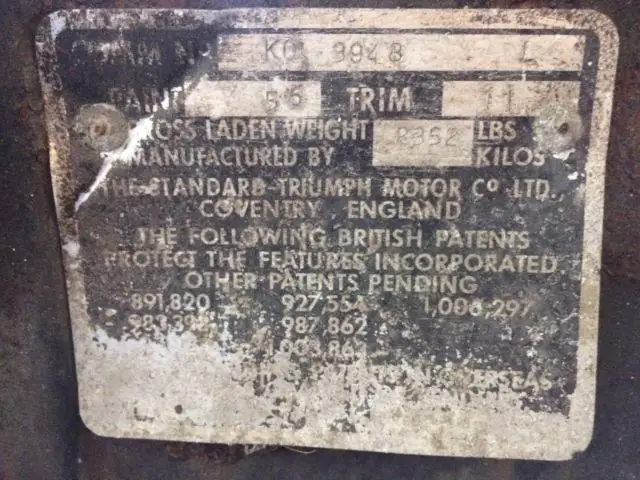 KC 9948 L
PAINT 56 TRIM 11
GROSS LADEN WEIGHT 2352 LBS
MANUFACTURED BY KILOS
THE STANDARD-TRIUMPH MOTOR Co LTD.,
COVENTRY ENGLAND
THE FOLLOWING BRITISH PATENTS
PROTECT THE FEATURES INCORPORATED
OTHER PATENTS PENDING
891,820 927,554 1,006,297
987,862